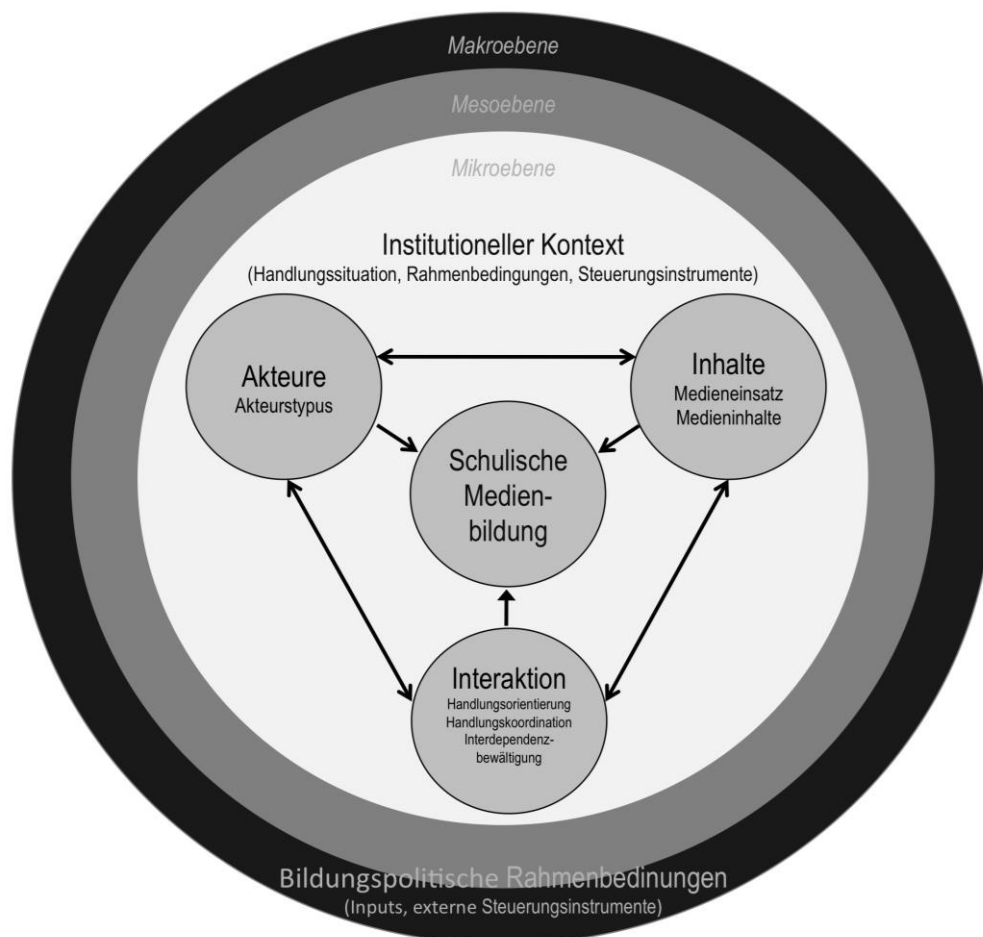 Makroebene
Mesoebene
Mikroebene
Institutioneller Kontext
(Handlungssituation, Rahmenbedingungen, Steuerungsinstrumente)
Akteure
Akteurstypus
Inhalte
Medieneinsatz
Medieninhalte
Schulische
Medien-
bildung
Interaktion
Handlungsorientierung
Handlungskoordination
Interdependenz-
bewältigung
Bildungspolitische Rahmenbedinungen
(Inputs, externe Steuerungsinstrumente)